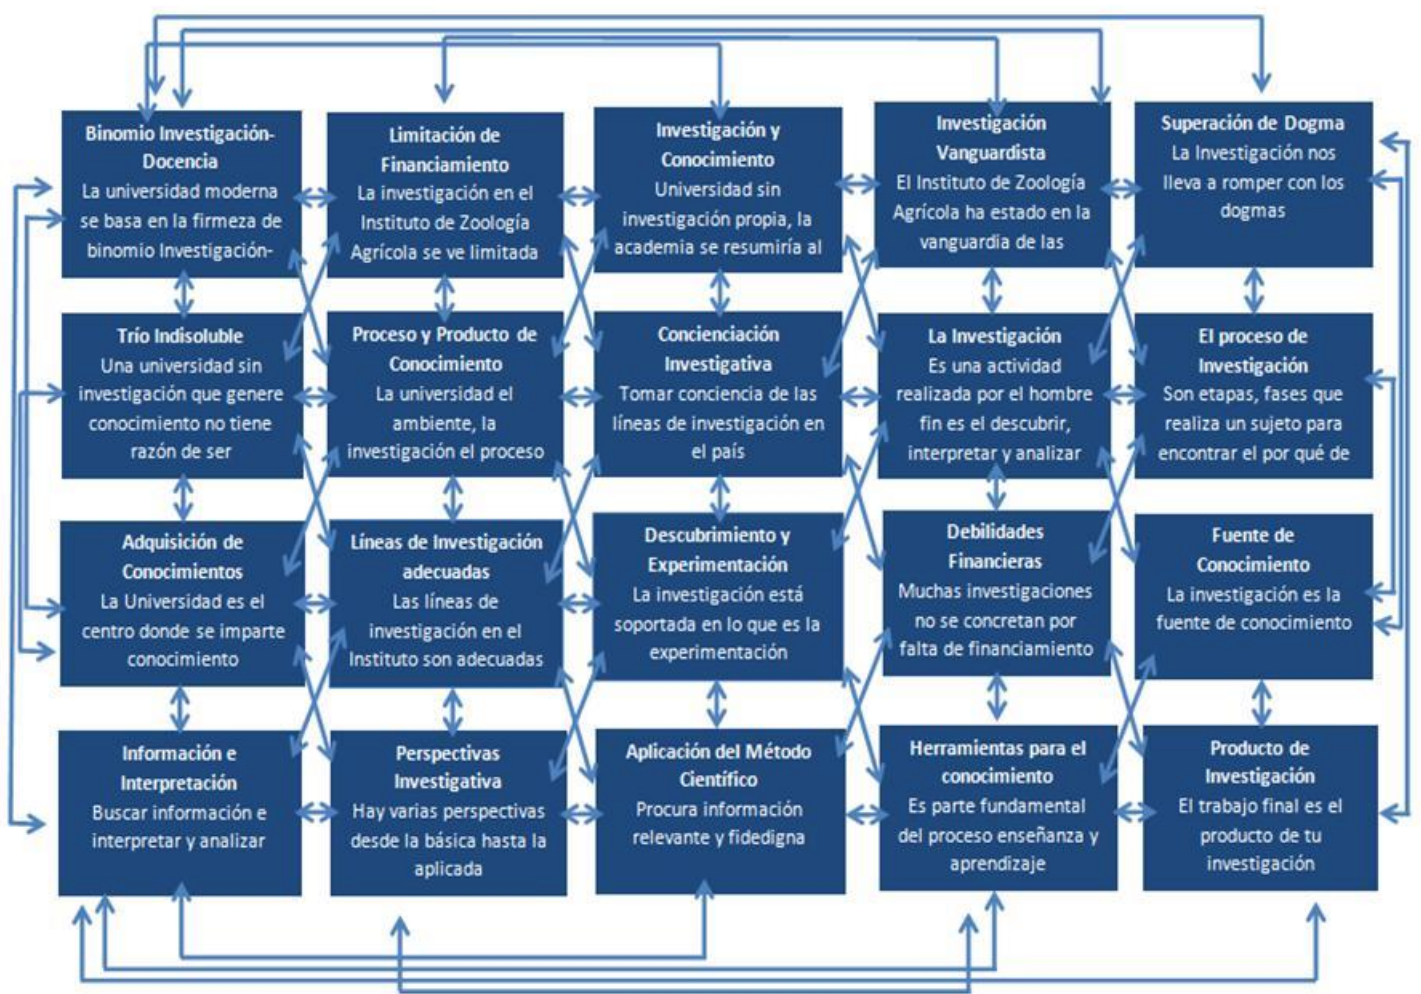 Binomio Investigación-
Docencia
La universidad moderna
se basa en la firmeza de
binomio Investigación-
Limitación de
Financiamiento
La investigación en el
Instituto de Zoología
Agrícola se ve limitada
Investigación y
Conocimiento
Universidad sin
investigación propia, la
academia se resumiría al
Investigación
Vanguardista
El Instituto de Zoología
Agrícola ha estado en la
vanguardia de las
Superación de Dogma
La Investigación nos
lleva a romper con los
dogmas
Trío Indisoluble
Una universidad sin
investigación que genere
conocimiento no tiene
razón de ser
Proceso y Producto de
Conocimiento
La universidad el
ambiente, la
investigación el proceso
Concienciación
Investigativa
Tomar conciencia de las
líneas de investigación en
el país
La Investigación
Es una actividad
realizada por el hombre
fin es el descubrir,
interpretar y analizar
El proceso de
Investigación
Son etapas, fases que
realiza un sujeto para
encontrar el por qué de
Adquisición de
Conocimientos
La Universidad es el
centro donde se imparte
conocimiento
Líneas de Investigación
adecuadas
Las líneas de
investigación en el
Instituto son adecuadas
Descubrimiento y
Experimentación
La investigación está
soportada en lo que es la
experimentación
Debilidades
Financieras
Muchas investigaciones
no se concretan por
falta de financiamiento
Fuente de
Conocimiento
La investigación es la
fuente de conocimiento
Información e
Interpretación
Buscar información e
interpretar y analizar
Perspectivas
Investigativa
Hay varias perspectivas
desde la básica hasta la
aplicada
Aplicación del Método
Científico
Procura información
relevante y fidedigna
Herramientas para el
conocimiento
Es parte fundamental
del proceso enseñanza y
aprendizaje
Producto de
Investigación
El trabajo final es el
producto de tu
investigación